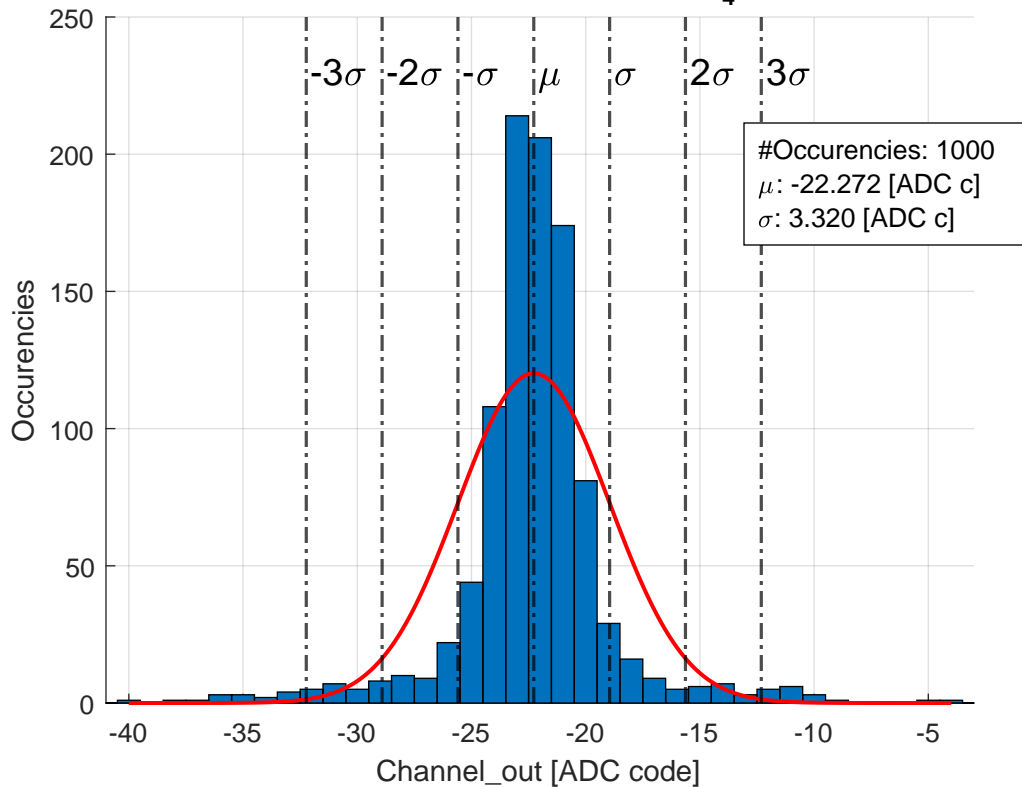 4
250
200
150
100
50
0
-3σ -2σ -σ μ σ 2σ 3σ
#Occurencies: 1000
μ: -22.272 [ADC c]
σ: 3.320 [ADC c]
Occurencies
-40 -35 -30 -25 -20 -15 -10 -5
Channel_out [ADC code]